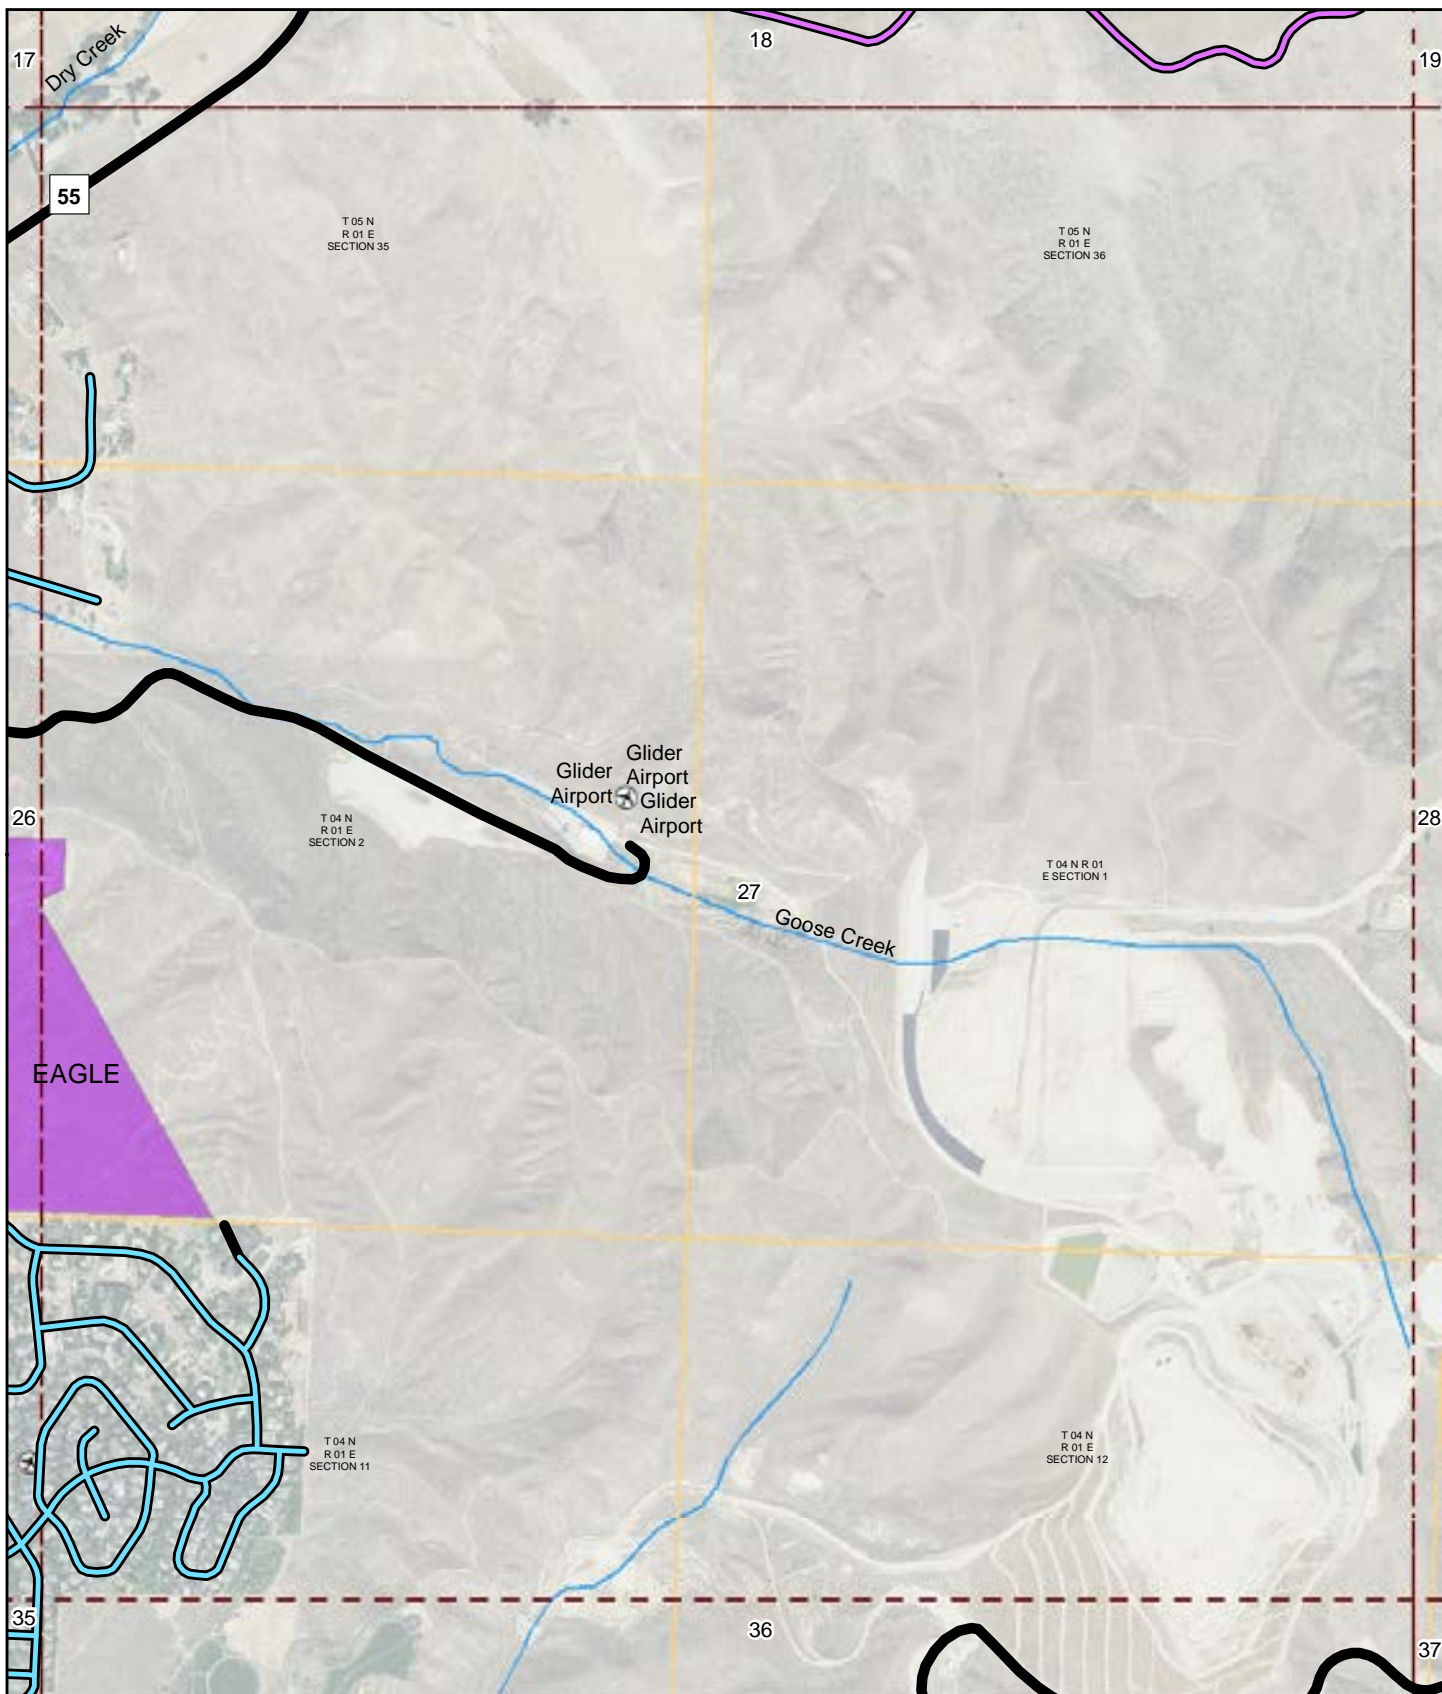 17
18
19
Dry Creek
55
T 05 N
R 01 E
SECTION 35
T 05 N
R 01 E
SECTION 36
Glider
Airport
Glider
Airport
Glider
Airport
26
28
T 04 N
R 01 E
SECTION 2
T 04 N R 01
E SECTION 1
27
Goose Creek
EAGLE
T 04 N
R 01 E
SECTION 11
T 04 N
R 01 E
SECTION 12
35
36
37